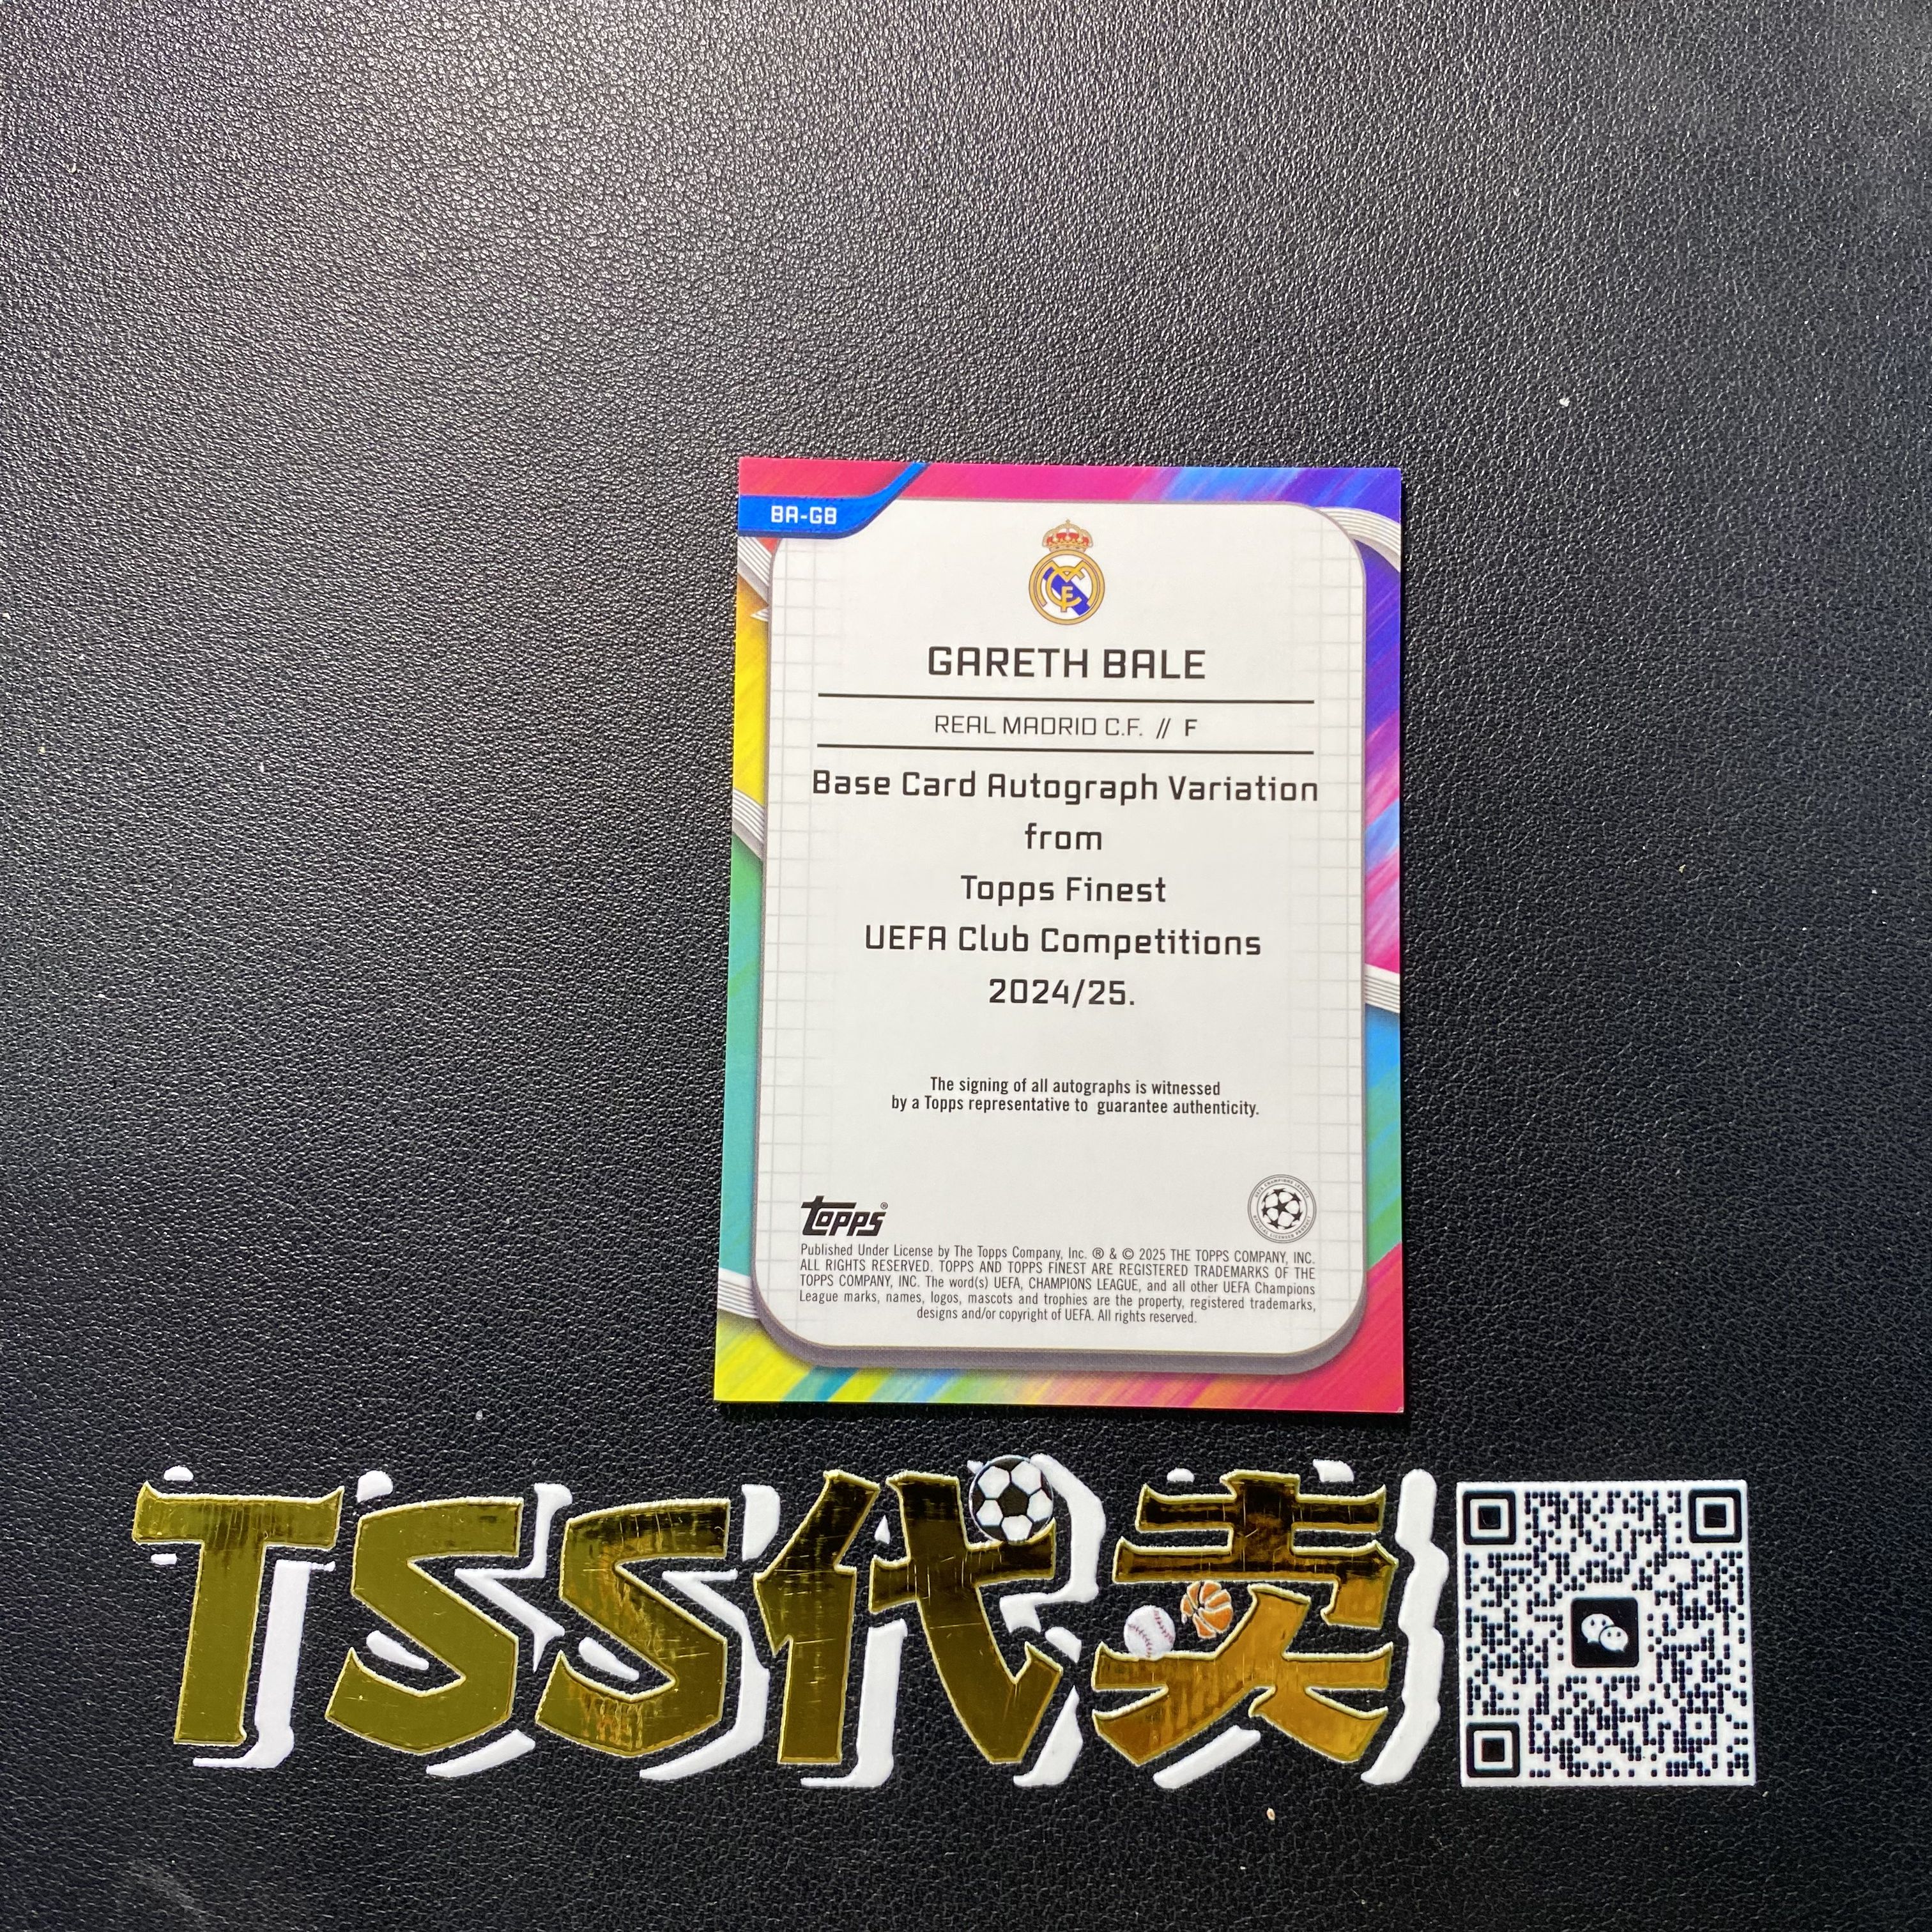 BA-GB
GARETH BALE
REAL MADRID C.F. // F
Base Card Autograph Variation
from
Topps Finest
UEFA Club Competitions
2024/25.
The signing of all autographs is witnessed
by a Topps representative to guarantee authenticity.
topps®
Published Under License by The Topps Company, Inc. ® & © 2025 THE TOPPS COMPANY, INC.
ALL RIGHTS RESERVED. TOPPS AND TOPPS FINEST ARE REGISTERED TRADEMARKS OF THE
TOPPS COMPANY, INC. The word(s) UEFA, CHAMPIONS LEAGUE, and all other UEFA Champions
League marks, names, logos, mascots and trophies are the property, registered trademarks,
designs and/or copyright of UEFA. All rights reserved.
TSS代卖